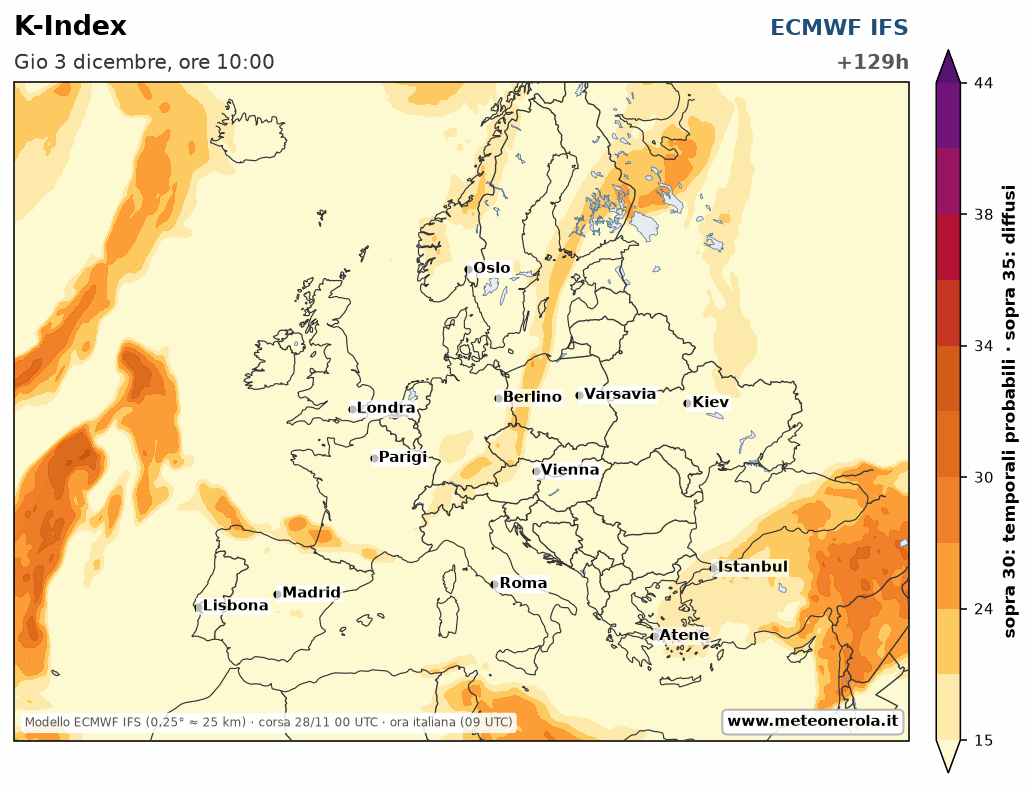 K-Index
ECMWF IFS
Gio 3 dicembre, ore 10:00
+129h
44
38
34
30
24
15
sopra 30: temporali probabili · sopra 35: diffusi
Oslo
Berlino
Varsavia
Kiev
Londra
Parigi
Vienna
Istanbul
Roma
Madrid
Lisbona
Atene
Modello ECMWF IFS (0,25° ≈ 25 km) · corsa 28/11 00 UTC · ora italiana (09 UTC)
www.meteonerola.it